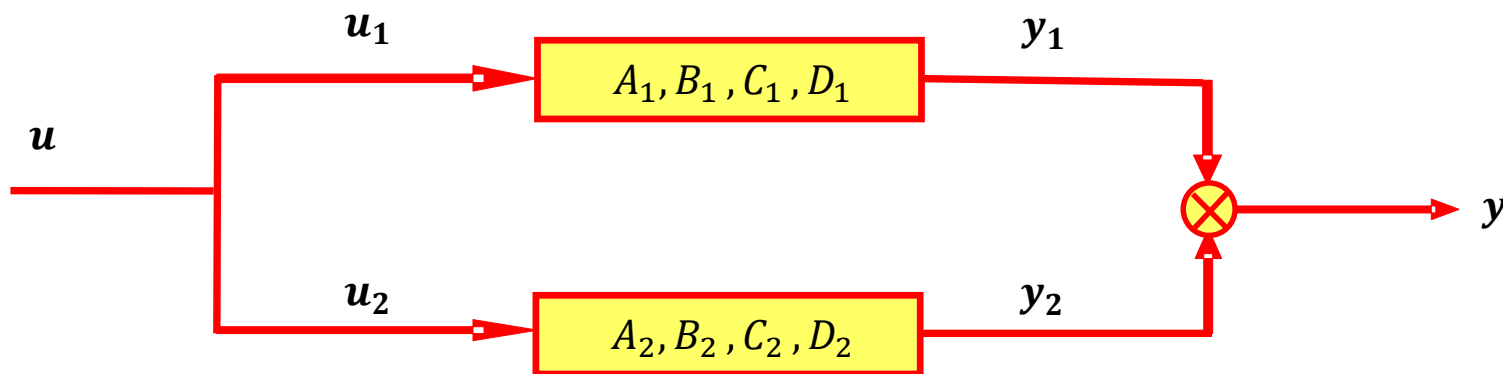 u₁
A₁, B₁ , C₁ , D₁
y₁
u
y
u₂
A₂, B₂ , C₂ , D₂
y₂